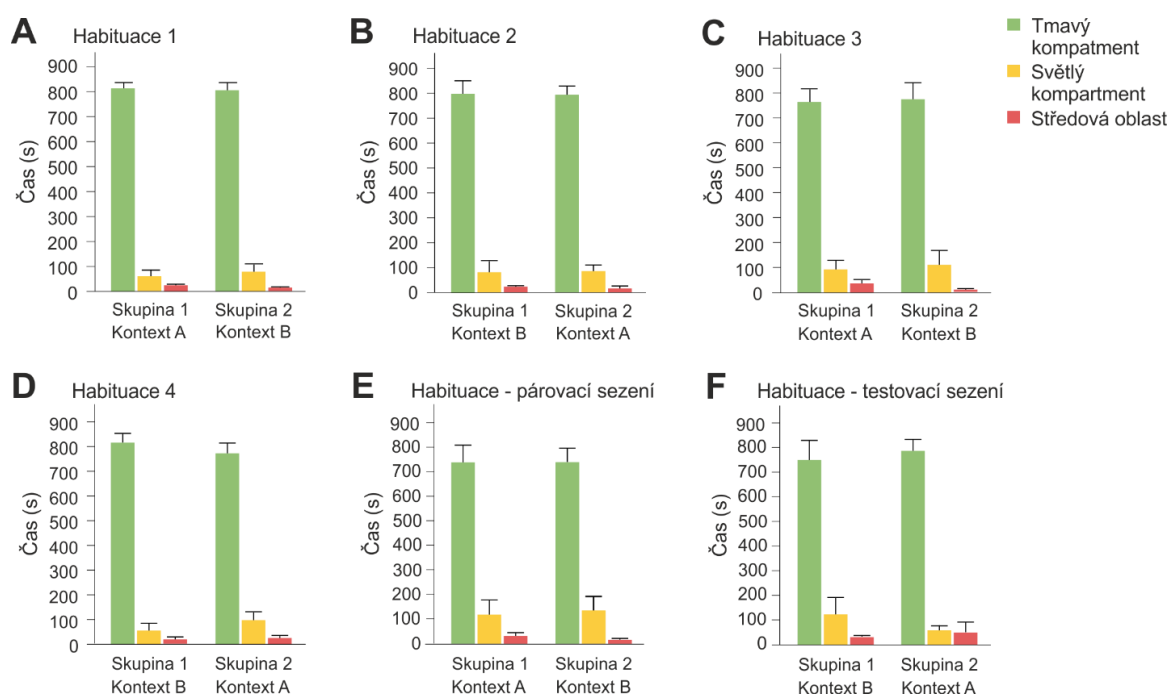 A Habituace 1
900
800
700
600
500
400
300
200
100
0
Čas (s)
Skupina 1 Skupina 2
Kontext A Kontext B
B Habituace 2
900
800
700
600
500
400
300
200
100
0
Čas (s)
Skupina 1 Skupina 2
Kontext B Kontext A
C Habituace 3
900
800
700
600
500
400
300
200
100
0
Čas (s)
Skupina 1 Skupina 2
Kontext A Kontext B
Tmavý
kompatment
Světlý
kompartment
Středová oblast
D Habituace 4
900
800
700
600
500
400
300
200
100
0
Čas (s)
Skupina 1 Skupina 2
Kontext B Kontext A
E Habituace - párovací sezení
900
800
700
600
500
400
300
200
100
0
Čas (s)
Skupina 1 Skupina 2
Kontext A Kontext B
F Habituace - testovací sezení
900
800
700
600
500
400
300
200
100
0
Čas (s)
Skupina 1 Skupina 2
Kontext B Kontext A